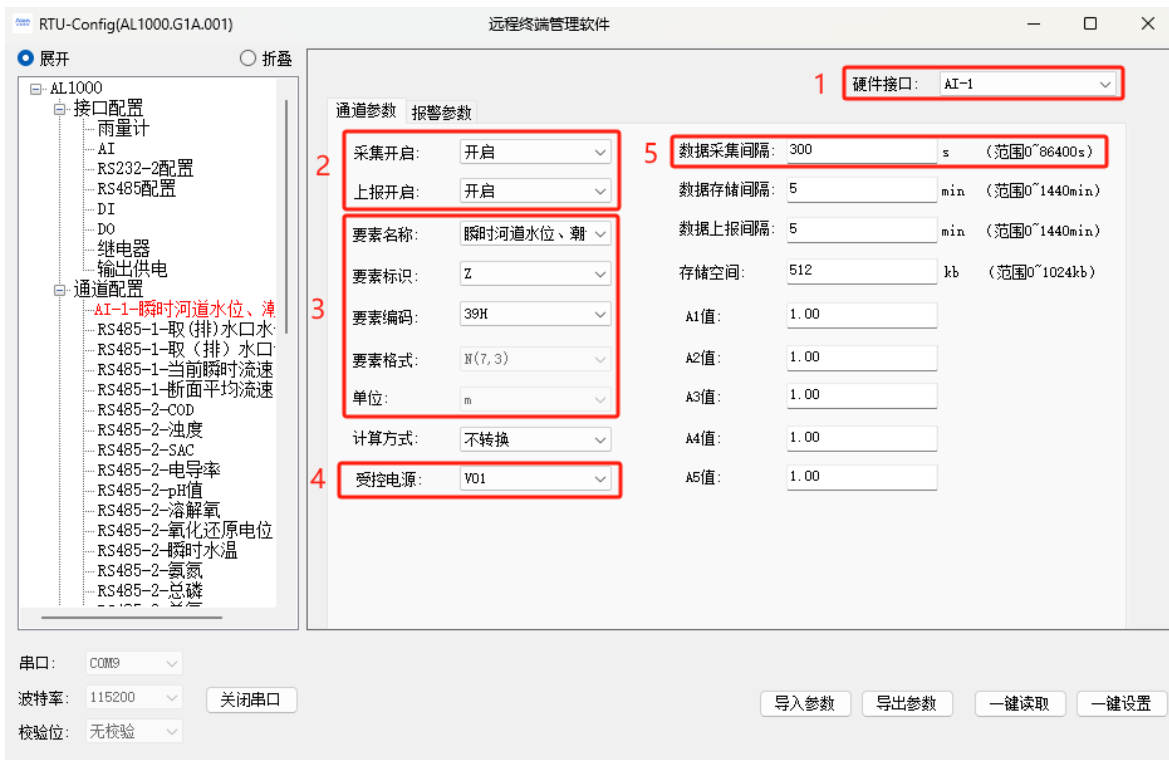 RTU-Config(AL1000.G1A.001)
远程终端管理软件
展开
折叠
AL1000
接口配置
雨量计
AI
RS232-2配置
RS485配置
DI
DO
继电器
输出供电
通道配置
AI-1-瞬时河道水位、潮
RS485-1-取(排)水口水
RS485-1-取（排）水口
RS485-1-当前瞬时流速
RS485-1-断面平均流速
RS485-2-COD
RS485-2-浊度
RS485-2-SAC
RS485-2-电导率
RS485-2-pH值
RS485-2-溶解氧
RS485-2-氧化还原电位
RS485-2-瞬时水温
RS485-2-氨氮
RS485-2-总磷
1
硬件接口: AI-1
通道参数 报警参数
2
采集开启: 开启
上报开启: 开启
3
要素名称: 瞬时河道水位、潮
要素标识: Z
要素编码: 39H
要素格式: N(7,3)
单位: m
计算方式: 不转换
4
受控电源: VO1
5
数据采集间隔: 300 s (范围0~86400s)
数据存储间隔: 5 min (范围0~1440min)
数据上报间隔: 5 min (范围0~1440min)
存储空间: 512 kb (范围0~1024kb)
A1值: 1.00
A2值: 1.00
A3值: 1.00
A4值: 1.00
A5值: 1.00
串口: COM9
波特率: 115200 关闭串口
校验位: 无校验
导入参数 导出参数 一键读取 一键设置